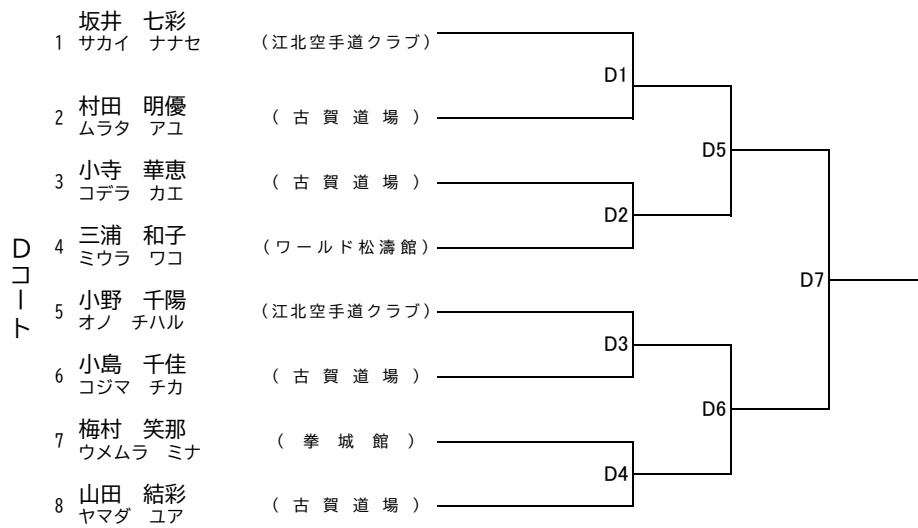 坂井　七彩
1 サカイ　ナナセ （江北空手道クラブ）
D1
村田　明優
2 ムラタ　アユ （古賀道場）
D5
小寺　華恵
3 コデラ　カエ （古賀道場）
D2
三浦　和子
4 ミウラ　ワコ （ワールド松濤館）
Dコート
D7
小野　千陽
5 オノ　チハル （江北空手道クラブ）
D3
小島　千佳
6 コジマ　チカ （古賀道場）
D6
梅村　笑那
7 ウメムラ　ミナ （拳城館）
D4
山田　結彩
8 ヤマダ　ユア （古賀道場）